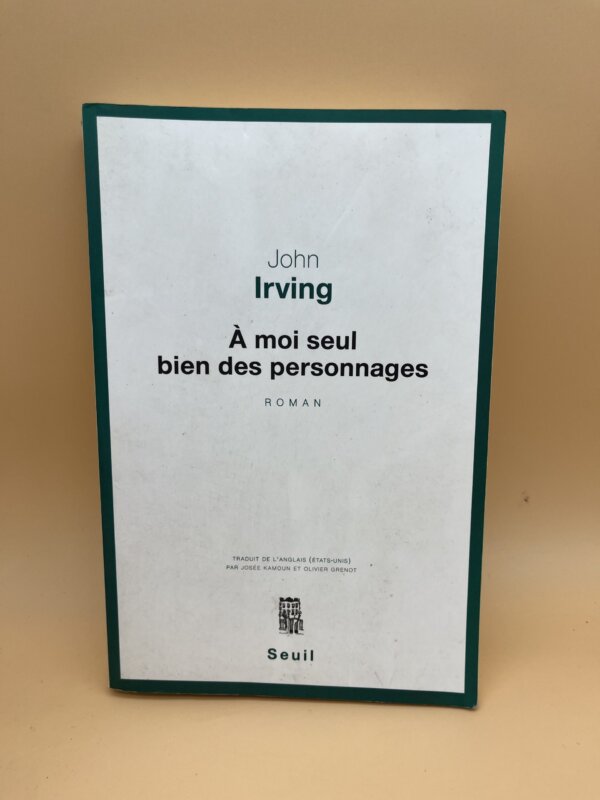 John
Irving
À moi seul
bien des personnages
ROMAN
TRADUIT DE L'ANGLAIS (ÉTATS-UNIS)
PAR JOSÉE KAMOUN ET OLIVIER GRENOT
Seuil